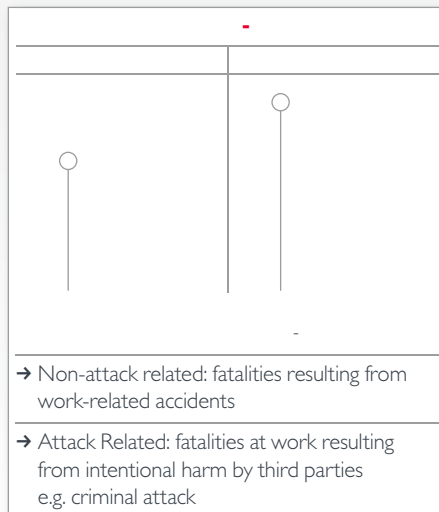 -
-
→ Non-attack related: fatalities resulting from
work-related accidents
→ Attack Related: fatalities at work resulting
from intentional harm by third parties
e.g. criminal attack